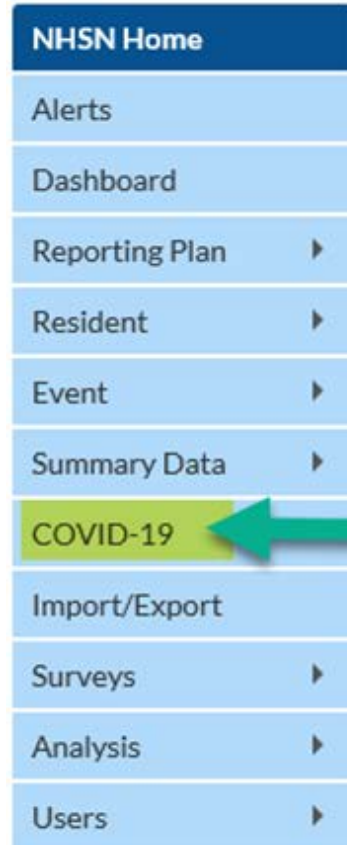 NHSN Home
Alerts
Dashboard
Reporting Plan
Resident
Event
Summary Data
COVID-19
Import/Export
Surveys
Analysis
Users